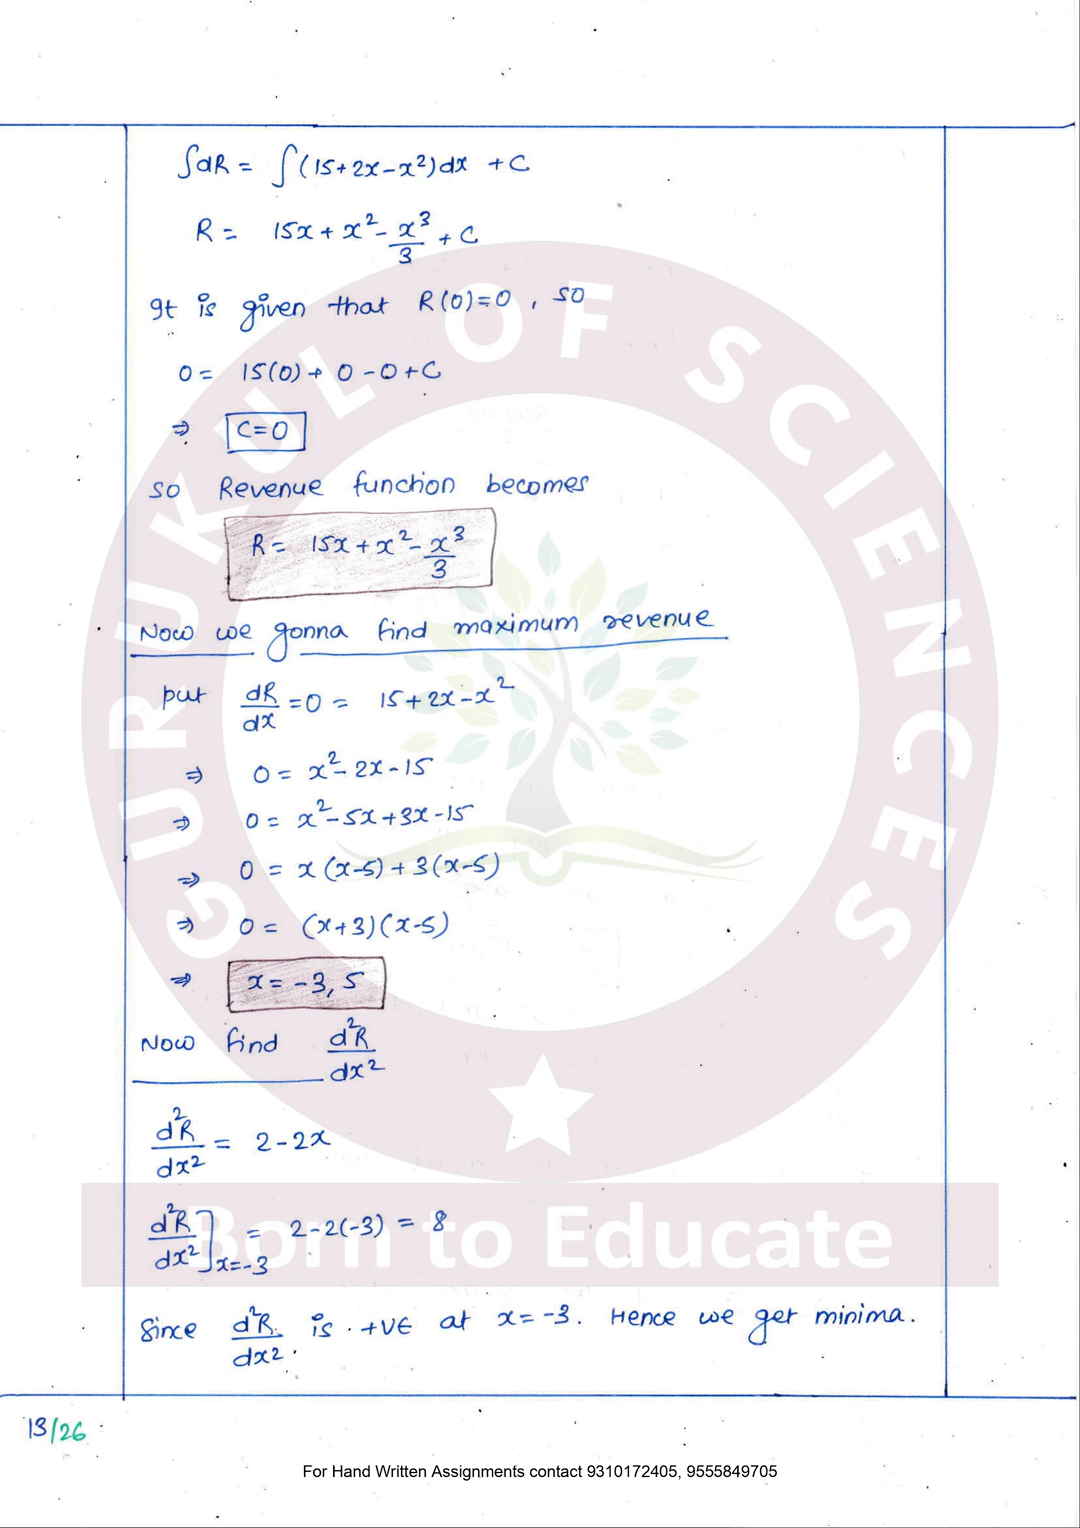 ∫dR = ∫(15+2x-x²)dx +C
R = 15x + x² - x³/3 + C
It is given that R(0)=0, so
0 = 15(0) + 0 - 0 + C
⇒ C=0
so Revenue function becomes
R = 15x + x² - x³/3
Now we gonna find maximum revenue
put dR/dx = 0 = 15+2x-x²
⇒ 0 = x²-2x-15
⇒ 0 = x²-5x+3x-15
⇒ 0 = x(x-5)+3(x-5)
⇒ 0 = (x+3)(x-5)
⇒ x = -3, 5
Now find d²R/dx²
d²R/dx² = 2-2x
d²R/dx²]x=-3 = 2-2(-3) = 8
Since d²R/dx² is +VE at x=-3. Hence we get minima.
13/26
For Hand Written Assignments contact 9310172405, 9555849705
GURUKUL OF SCIENCES
Born to Educate